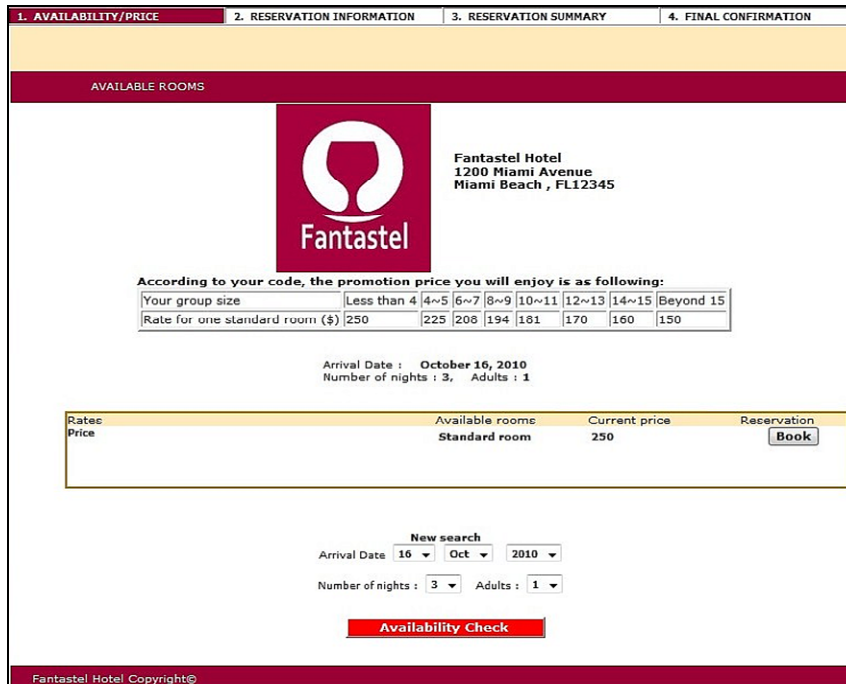 1. AVAILABILITY/PRICE 2. RESERVATION INFORMATION 3. RESERVATION SUMMARY 4. FINAL CONFIRMATION
AVAILABLE ROOMS
Fantastel
Fantastel Hotel
1200 Miami Avenue
Miami Beach , FL12345
According to your code, the promotion price you will enjoy is as following:
Your group size Less than 4 4~5 6~7 8~9 10~11 12~13 14~15 Beyond 15
Rate for one standard room ($) 250 225 208 194 181 170 160 150
Arrival Date : October 16, 2010
Number of nights : 3, Adults : 1
Rates Available rooms Current price Reservation
Price Standard room 250 Book
New search
Arrival Date 16 Oct 2010
Number of nights : 3 Adults : 1
Availability Check
Fantastel Hotel Copyright©